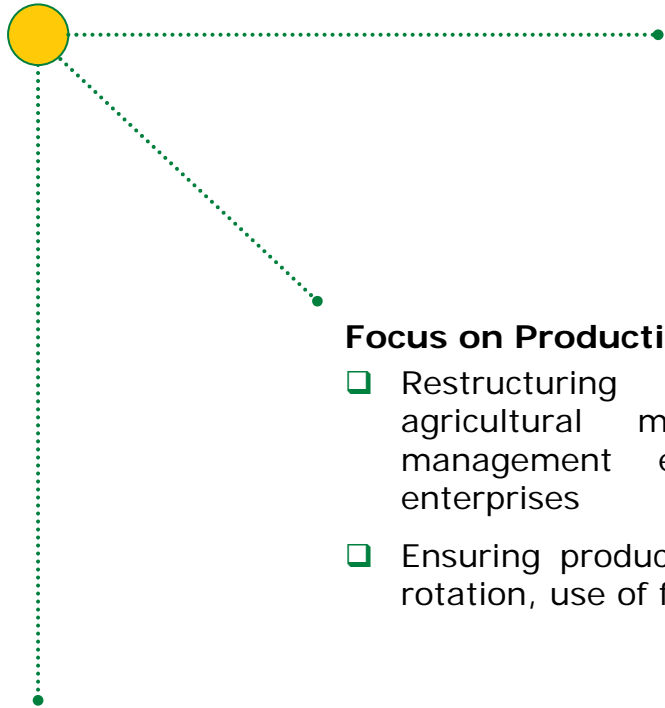 Focus on Producti
❑ Restructuring
agricultural m
management e
enterprises
❑ Ensuring produc
rotation, use of f